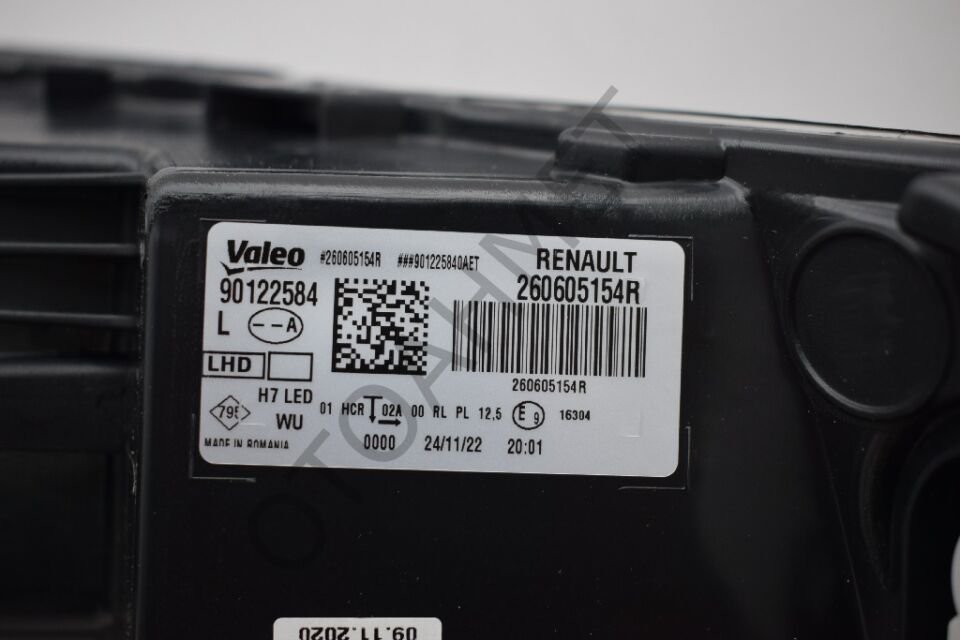 Valeo #260605154R ###901225840AET RENAULT
90122584 260605154R
L --A
LHD
260605154R
H7 LED
WU
01 HCR 02A 00 RL PL 12,5 E9 16304
MADE IN ROMANIA 0000 24/11/22 20:01
09.11.2020
OTOAHMET